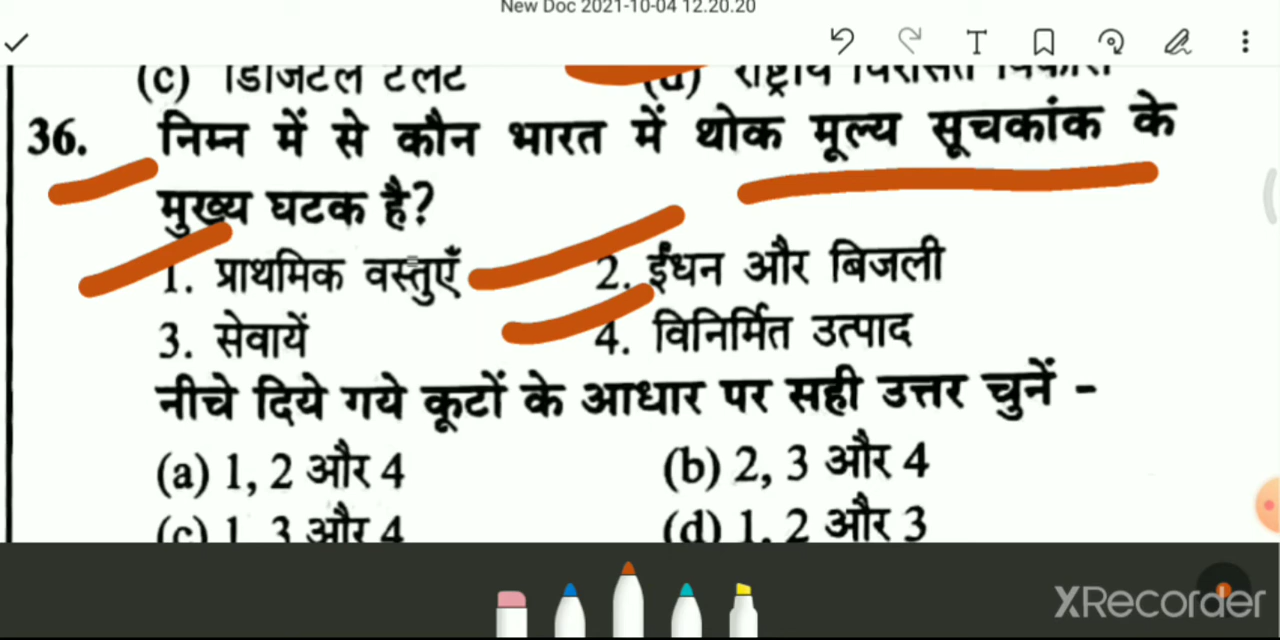 New Doc 2021-10-04 12.20.20
(c) डिजिटल टैलेंट (d) राष्ट्रीय विरासत विकास
36. निम्न में से कौन भारत में थोक मूल्य सूचकांक के
मुख्य घटक है?
1. प्राथमिक वस्तुएँ 2. ईंधन और बिजली
3. सेवायें 4. विनिर्मित उत्पाद
नीचे दिये गये कूटों के आधार पर सही उत्तर चुनें -
(a) 1, 2 और 4 (b) 2, 3 और 4
(c) 1, 3 और 4 (d) 1, 2 और 3
XRecorder